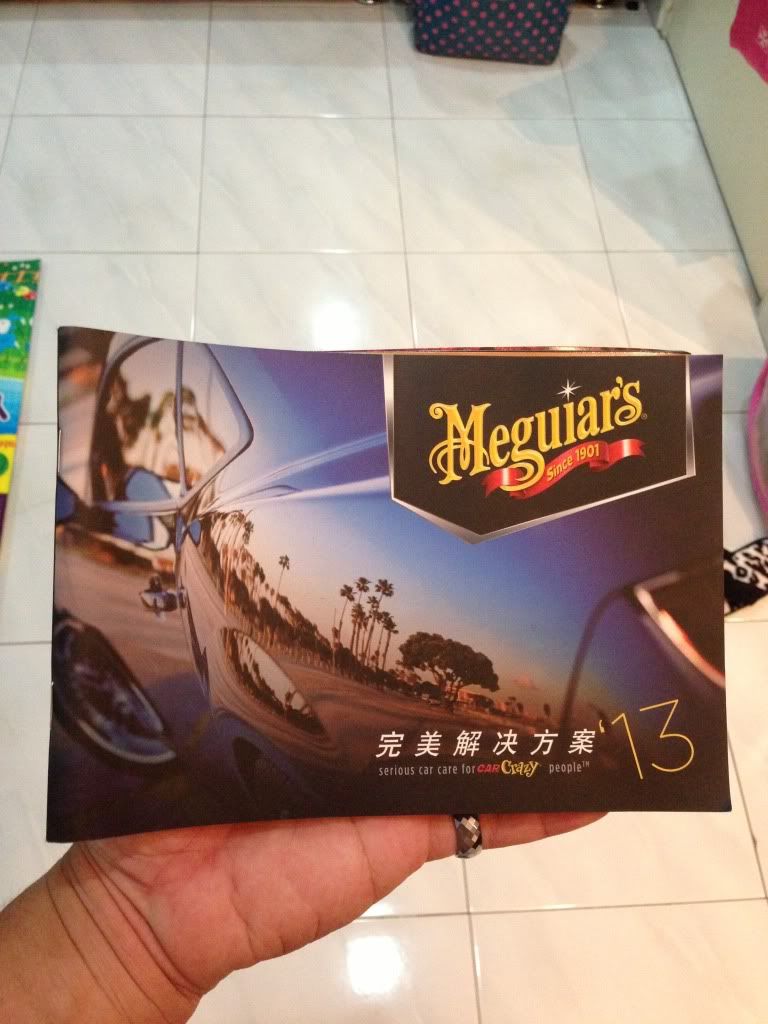 Meguiar's
Since 1901
完美解决方案 '13
serious car care for CAR Crazy people™